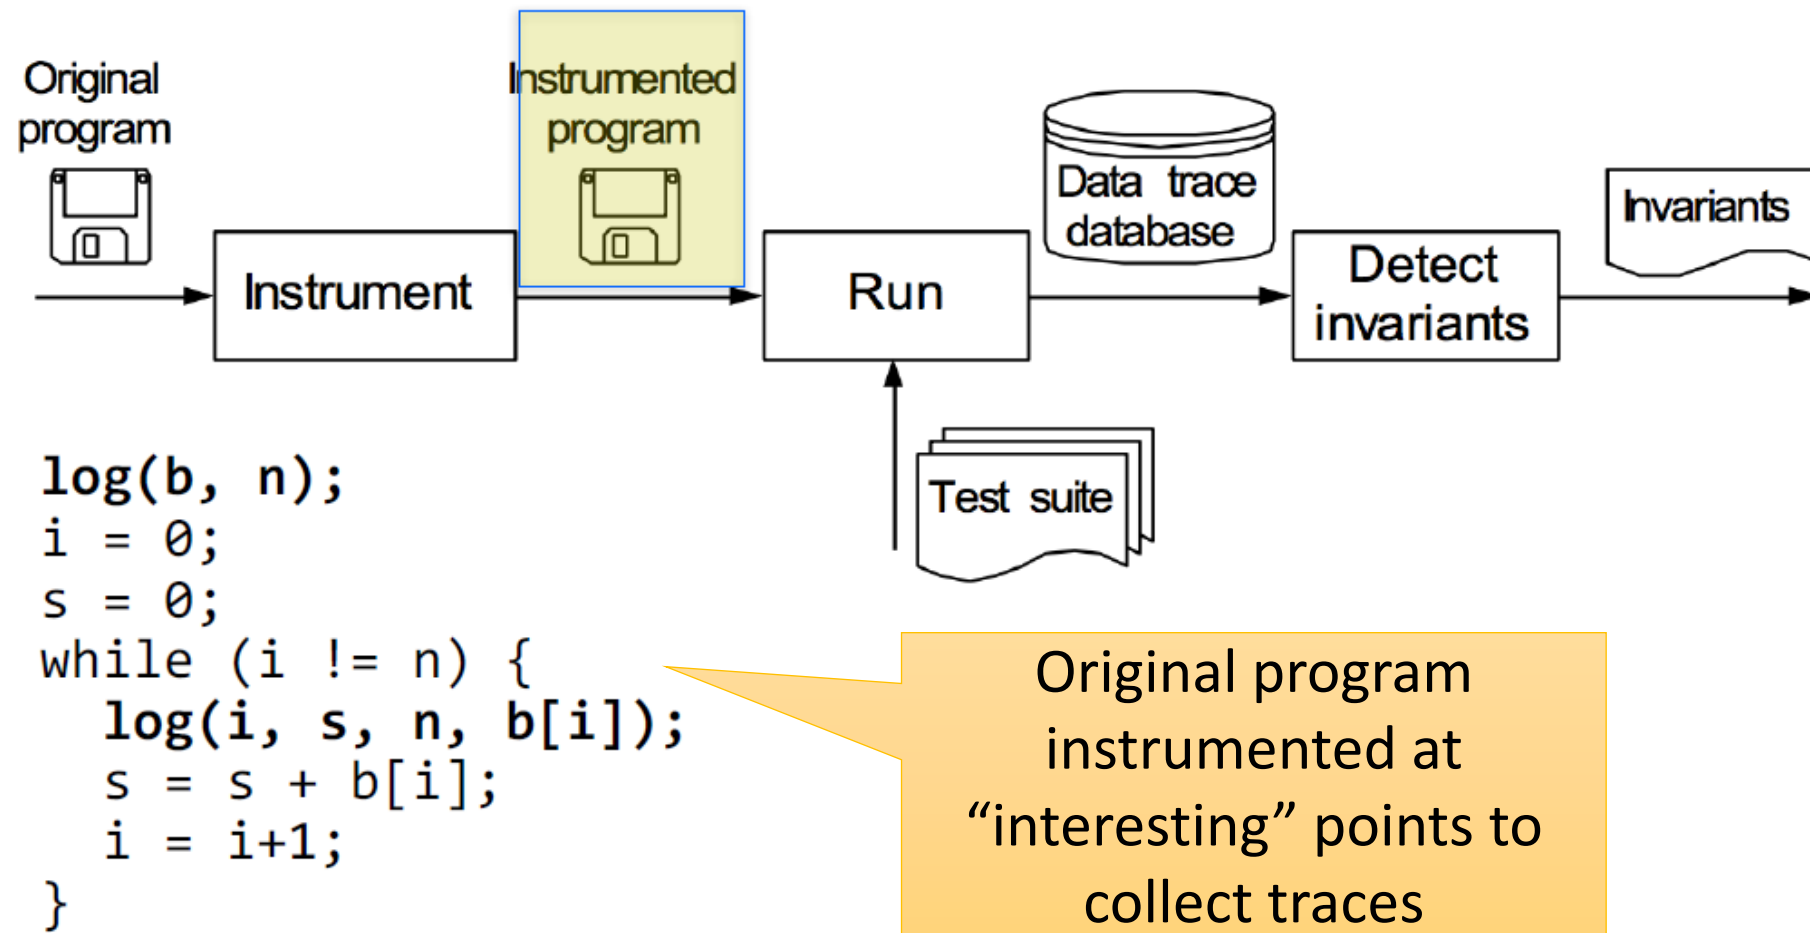 Original
program
Instrumented
program
Instrument
Run
Data trace
database
Detect
invariants
Invariants
Test suite
log(b, n);
i = 0;
s = 0;
while (i != n) {
  log(i, s, n, b[i]);
  s = s + b[i];
  i = i+1;
}
Original program
instrumented at
“interesting” points to
collect traces